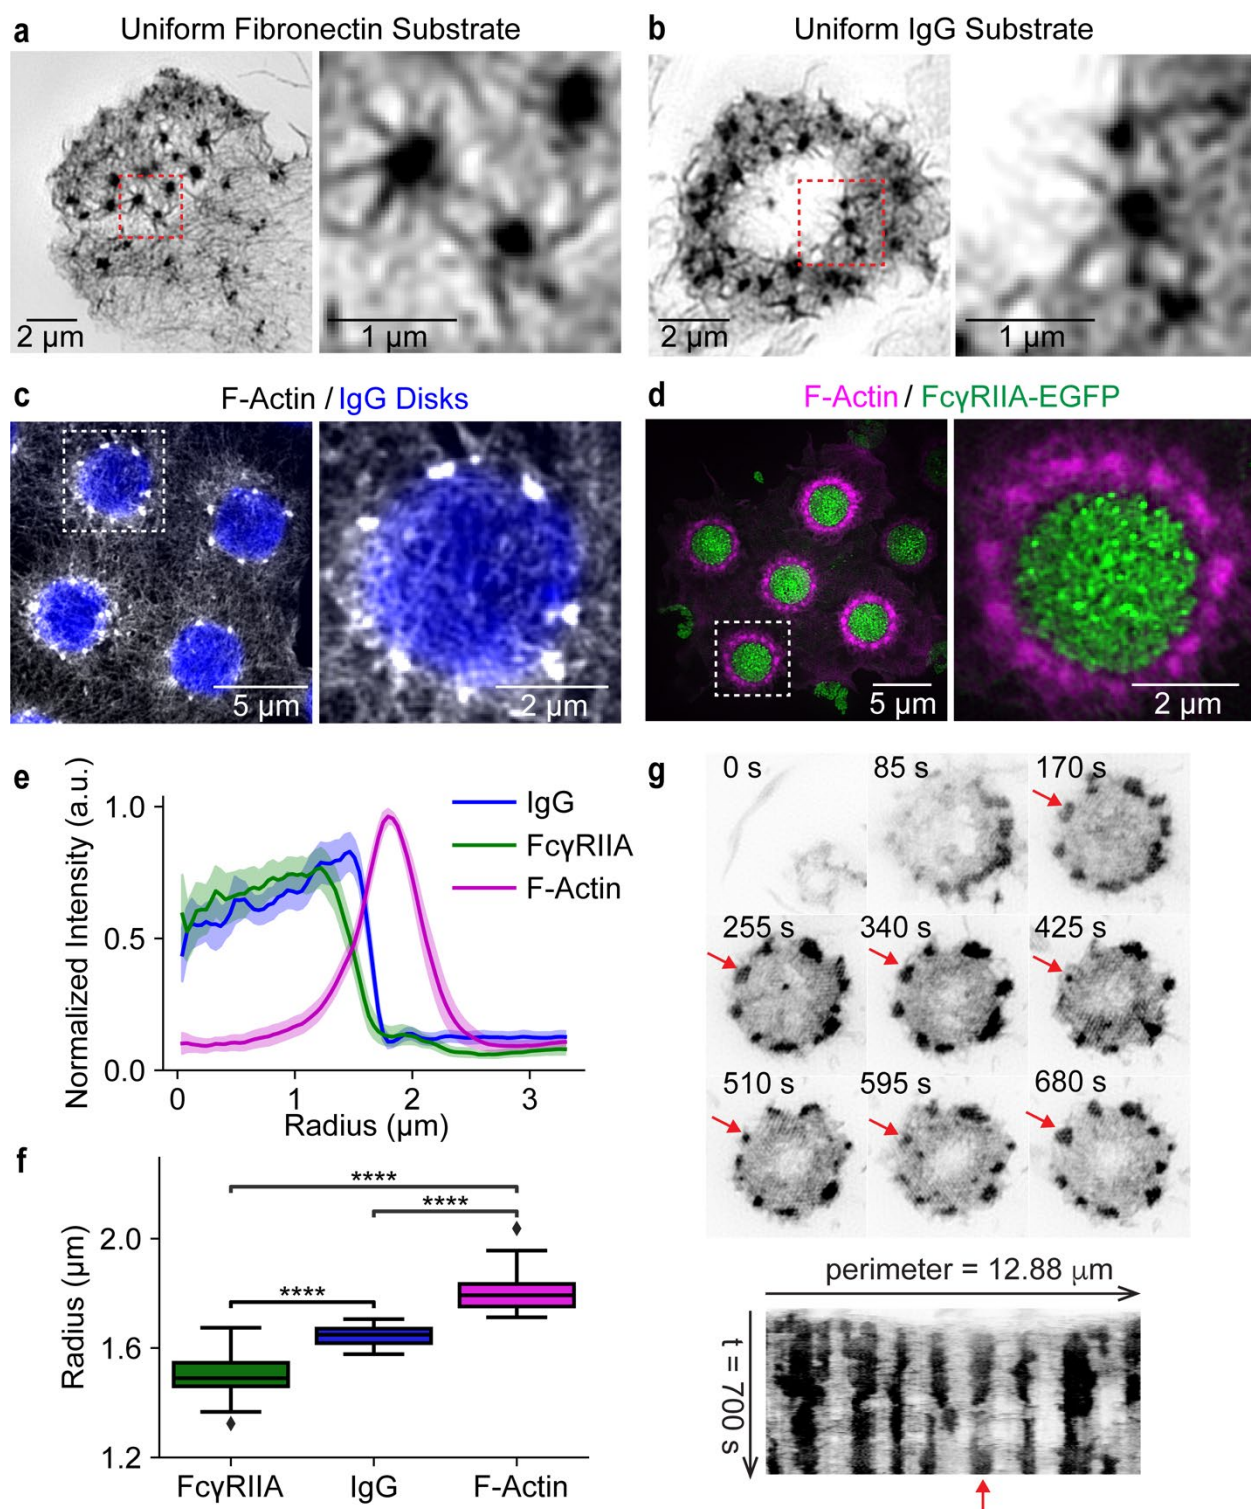 a Uniform Fibronectin Substrate
2 μm
1 μm
b Uniform IgG Substrate
2 μm
1 μm
c F-Actin / IgG Disks
5 μm
2 μm
d F-Actin / FcγRIIA-EGFP
5 μm
2 μm
e
Normalized Intensity (a.u.)
1.0
0.5
0.0
0 1 2 3
Radius (μm)
IgG
FcγRIIA
F-Actin
f
Radius (μm)
2.0
1.6
1.2
****
****
****
FcγRIIA IgG F-Actin
g
0 s 85 s 170 s
255 s 340 s 425 s
510 s 595 s 680 s
perimeter = 12.88 μm
t = 700 s